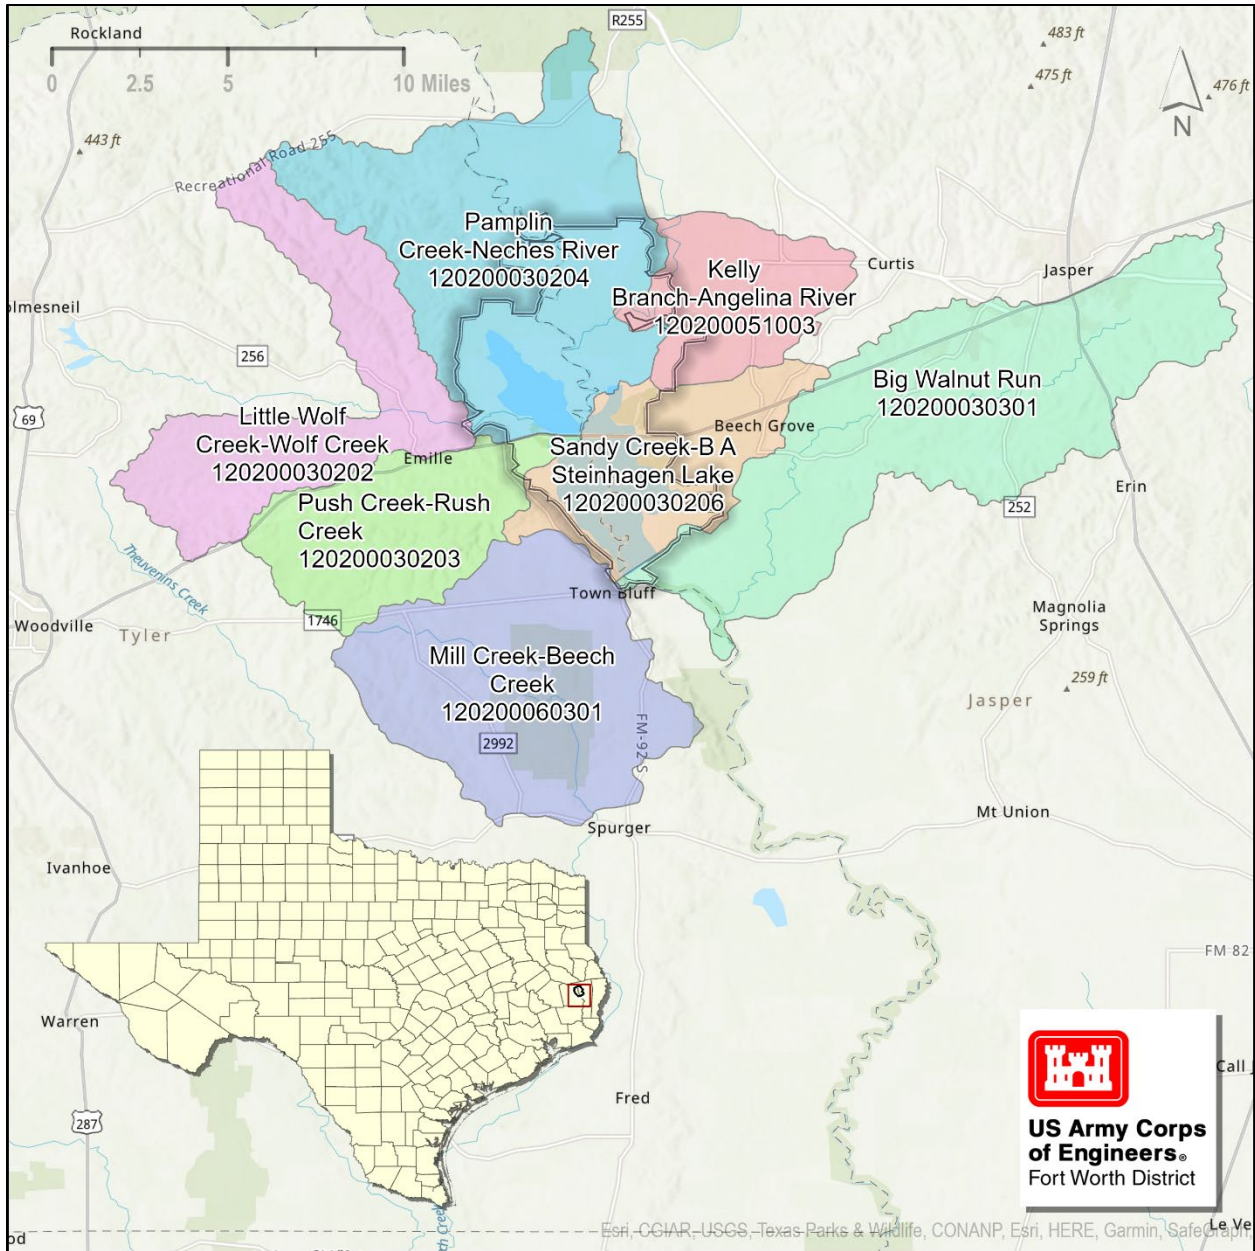 Rockland
R255
483 ft
475 ft
476 ft
0 2.5 5 10 Miles
N
443 ft
Recreational Road 255
Pamplin
Creek-Neches River
120200030204
Kelly
Branch-Angelina River
120200051003
Curtis
Jasper
olmesneil
256
69
Big Walnut Run
120200030301
Little Wolf
Creek-Wolf Creek
120200030202
Emille
Beech Grove
Sandy Creek-B A
Steinhagen Lake
120200030206
Push Creek-Rush
Creek
120200030203
Erin
252
Theuvenins Creek
Town Bluff
Woodville
Tyler
1746
Magnolia
Springs
Mill Creek-Beech
Creek
120200060301
259 ft
Jasper
FM-92 S
2992
Spurger
Mt Union
Ivanhoe
FM 82
Warren
287
Fred
Call J
US Army Corps
of Engineers®
Fort Worth District
Le Ve
od
Esri, CGIAR, USGS, Texas Parks & Wildlife, CONANP, Esri, HERE, Garmin, SafeGraph,